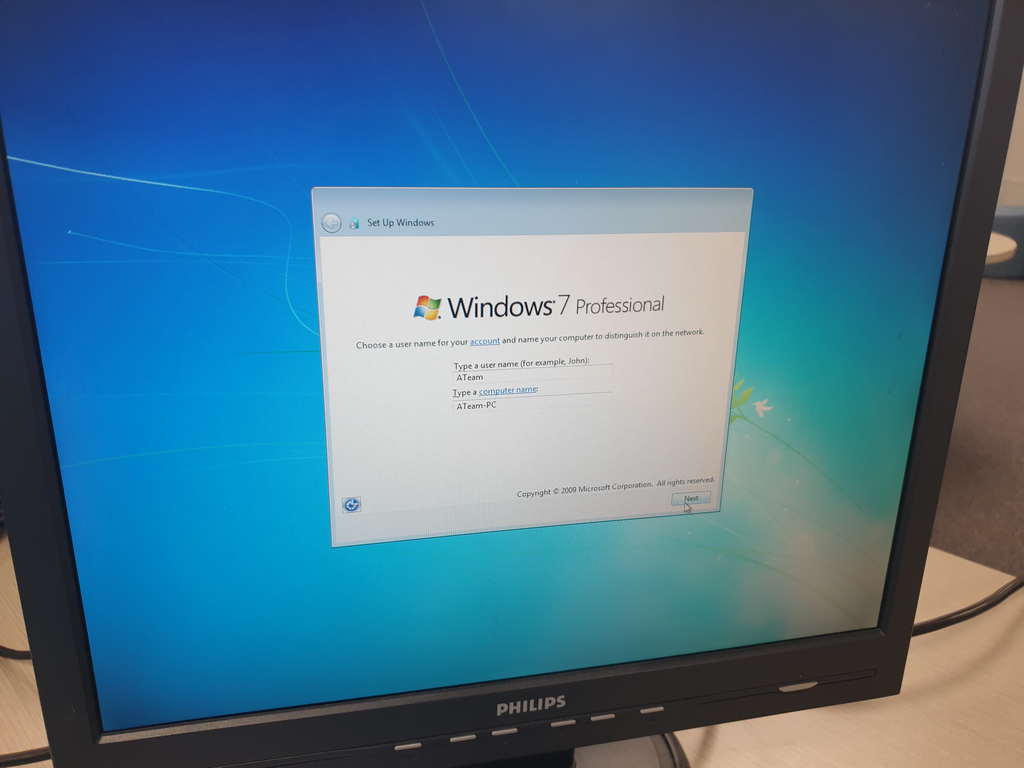 Set Up Windows
Windows 7 Professional
Choose a user name for your account and name your computer to distinguish it on the network.
Type a user name (for example, John):
ATeam
Type a computer name:
ATeam-PC
Copyright © 2009 Microsoft Corporation. All rights reserved.
Next
PHILIPS